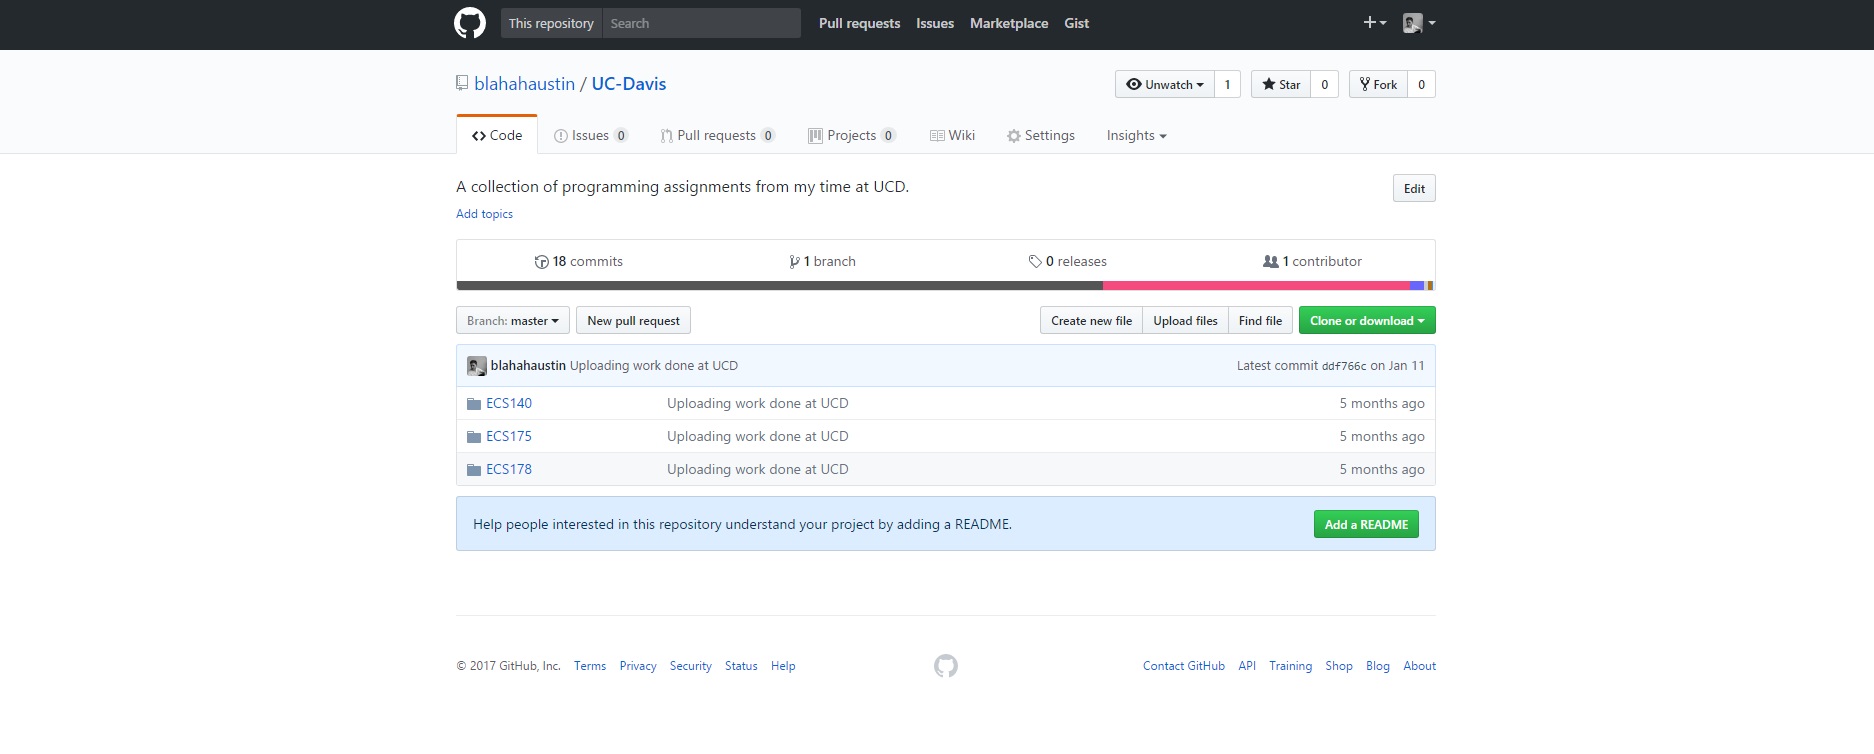 This repository Search Pull requests Issues Marketplace Gist
blahahaustin / UC-Davis Unwatch 1 Star 0 Fork 0
Code Issues 0 Pull requests 0 Projects 0 Wiki Settings Insights
A collection of programming assignments from my time at UCD. Edit
Add topics
18 commits 1 branch 0 releases 1 contributor
Branch: master New pull request Create new file Upload files Find file Clone or download
blahahaustin Uploading work done at UCD Latest commit ddf766c on Jan 11
ECS140 Uploading work done at UCD 5 months ago
ECS175 Uploading work done at UCD 5 months ago
ECS178 Uploading work done at UCD 5 months ago
Help people interested in this repository understand your project by adding a README. Add a README
© 2017 GitHub, Inc. Terms Privacy Security Status Help Contact GitHub API Training Shop Blog About